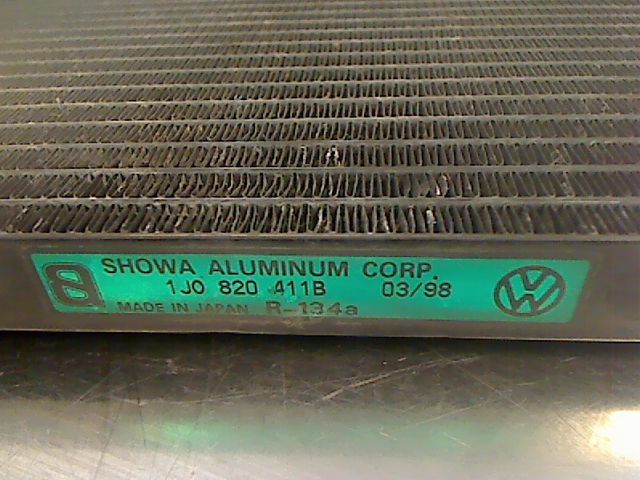 SHOWA ALUMINUM CORP.
1J0 820 411B 03/98
MADE IN JAPAN R-134a